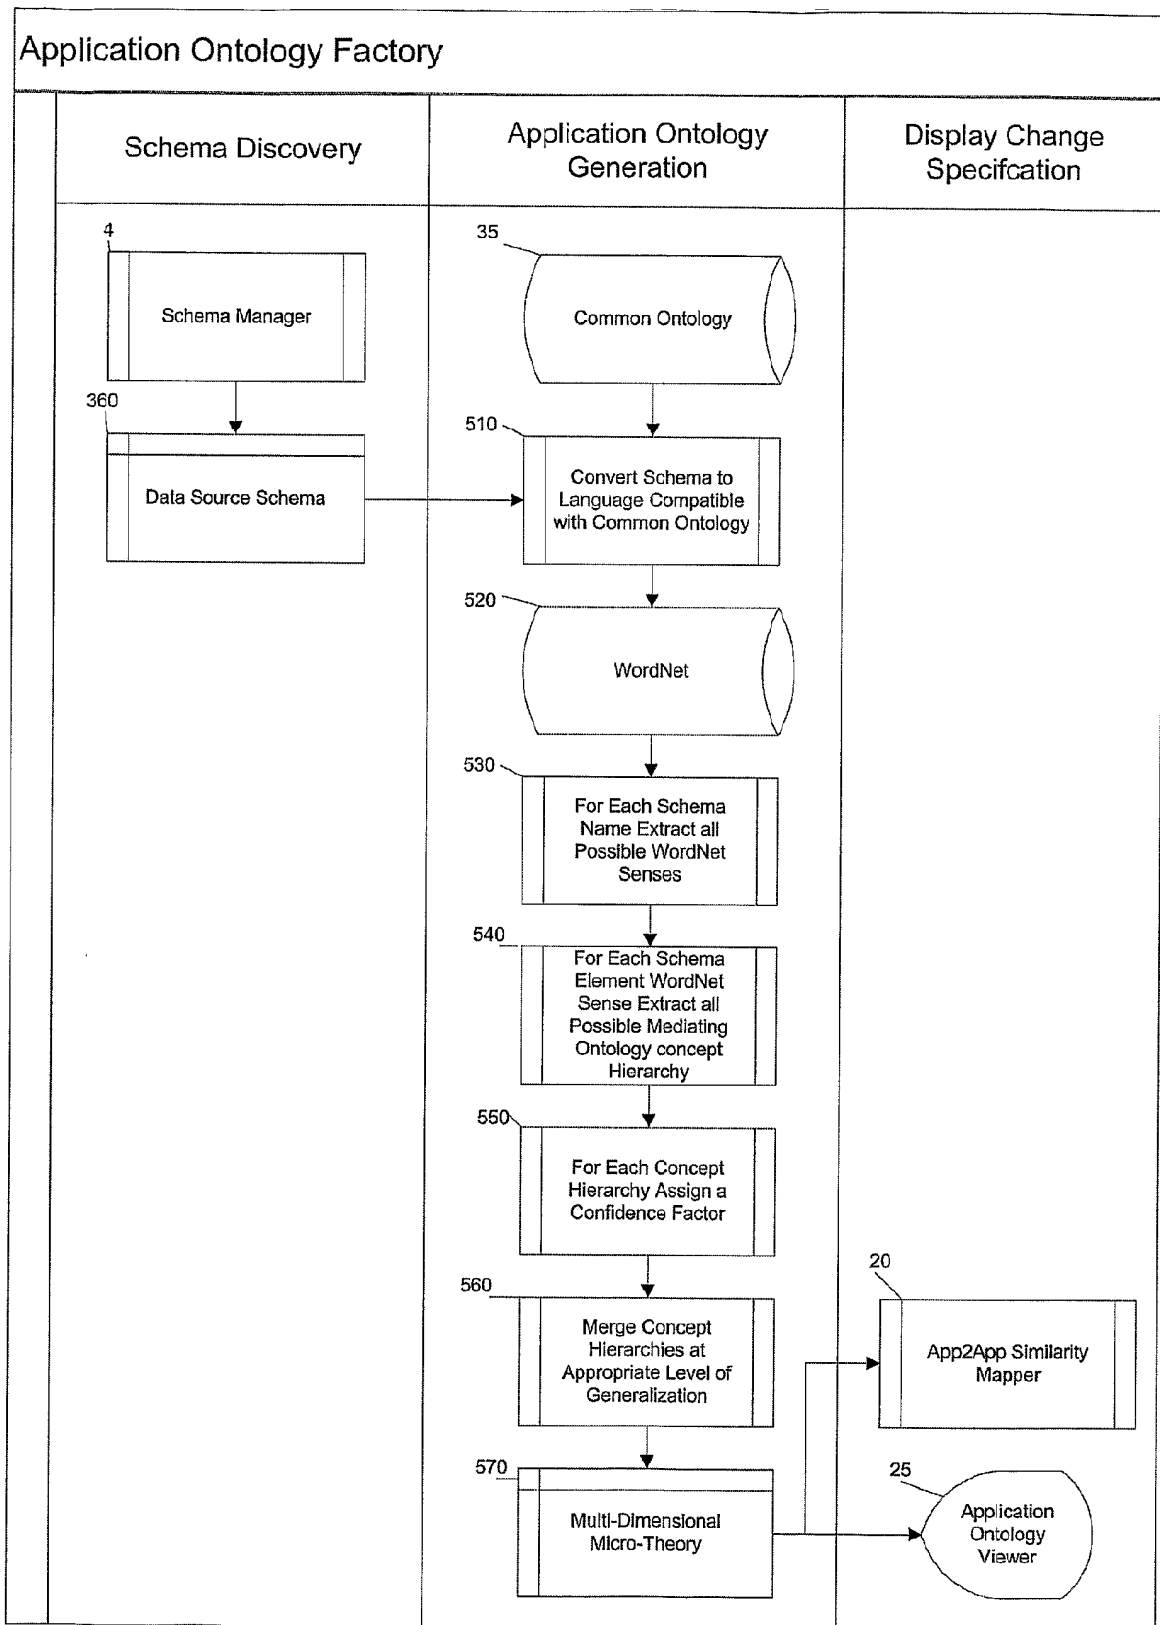 Application Ontology Factory
Schema Discovery
Application Ontology
Generation
Display Change
Specifcation
4
Schema Manager
360
Data Source Schema
35
Common Ontology
510
Convert Schema to
Language Compatible
with Common Ontology
520
WordNet
530
For Each Schema
Name Extract all
Possible WordNet
Senses
540
For Each Schema
Element WordNet
Sense Extract all
Possible Mediating
Ontology concept
Hierarchy
550
For Each Concept
Hierarchy Assign a
Confidence Factor
560
Merge Concept
Hierarchies at
Appropriate Level of
Generalization
570
Multi-Dimensional
Micro-Theory
20
App2App Similarity
Mapper
25
Application
Ontology
Viewer